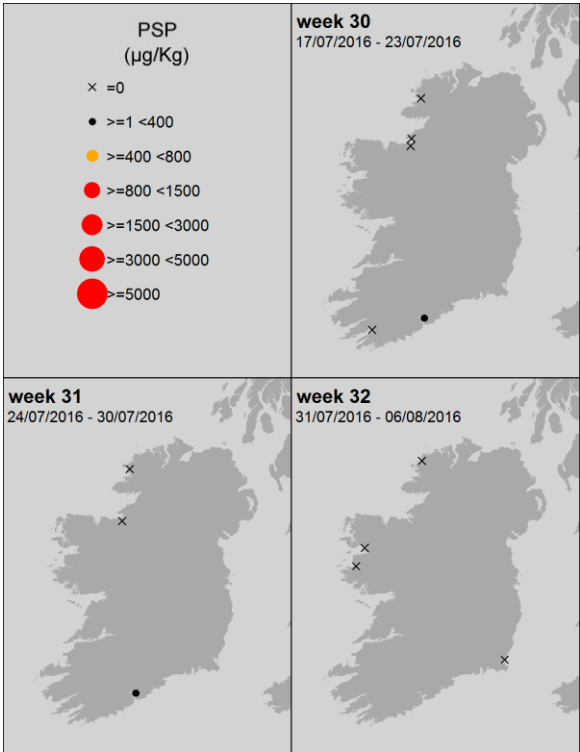 PSP
(µg/Kg)
=0
>=1 <400
>=400 <800
>=800 <1500
>=1500 <3000
>=3000 <5000
>=5000
week 30
17/07/2016 - 23/07/2016
week 31
24/07/2016 - 30/07/2016
week 32
31/07/2016 - 06/08/2016